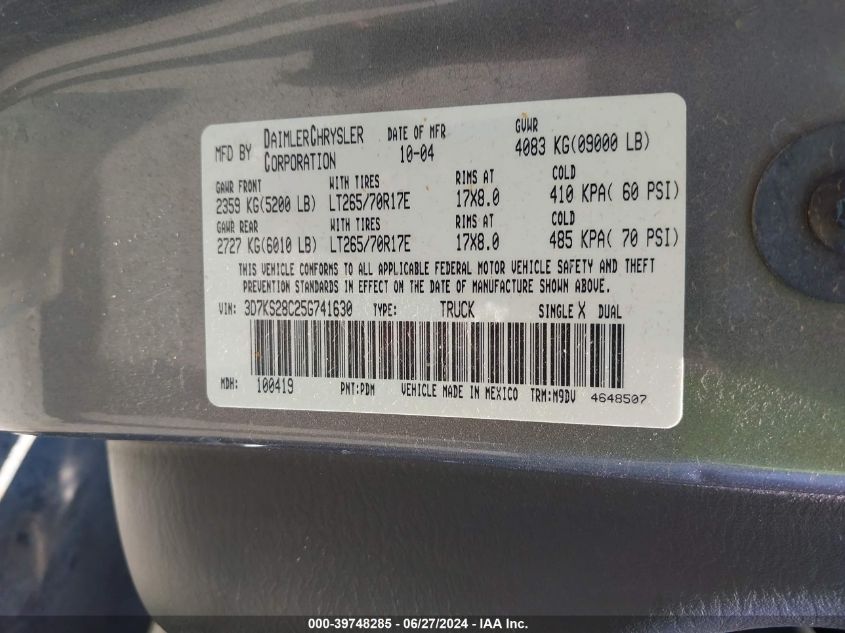 MFD BY DAIMLERCHRYSLER CORPORATION DATE OF MFR 10-04 GVWR 4083 KG(09000 LB)
GAWR FRONT WITH TIRES RIMS AT COLD
2359 KG(5200 LB) LT265/70R17E 17X8.0 410 KPA( 60 PSI)
GAWR REAR WITH TIRES RIMS AT COLD
2727 KG(6010 LB) LT265/70R17E 17X8.0 485 KPA( 70 PSI)
THIS VEHICLE CONFORMS TO ALL APPLICABLE FEDERAL MOTOR VEHICLE SAFETY AND THEFT
PREVENTION STANDARDS IN EFFECT ON THE DATE OF MANUFACTURE SHOWN ABOVE.
VIN: 3D7KS28C25G741630 TYPE: TRUCK SINGLE X DUAL
MDH: 100419 PNT:PDM VEHICLE MADE IN MEXICO TRM:M9DV 4648507
000-39748285 - 06/27/2024 - IAA Inc.